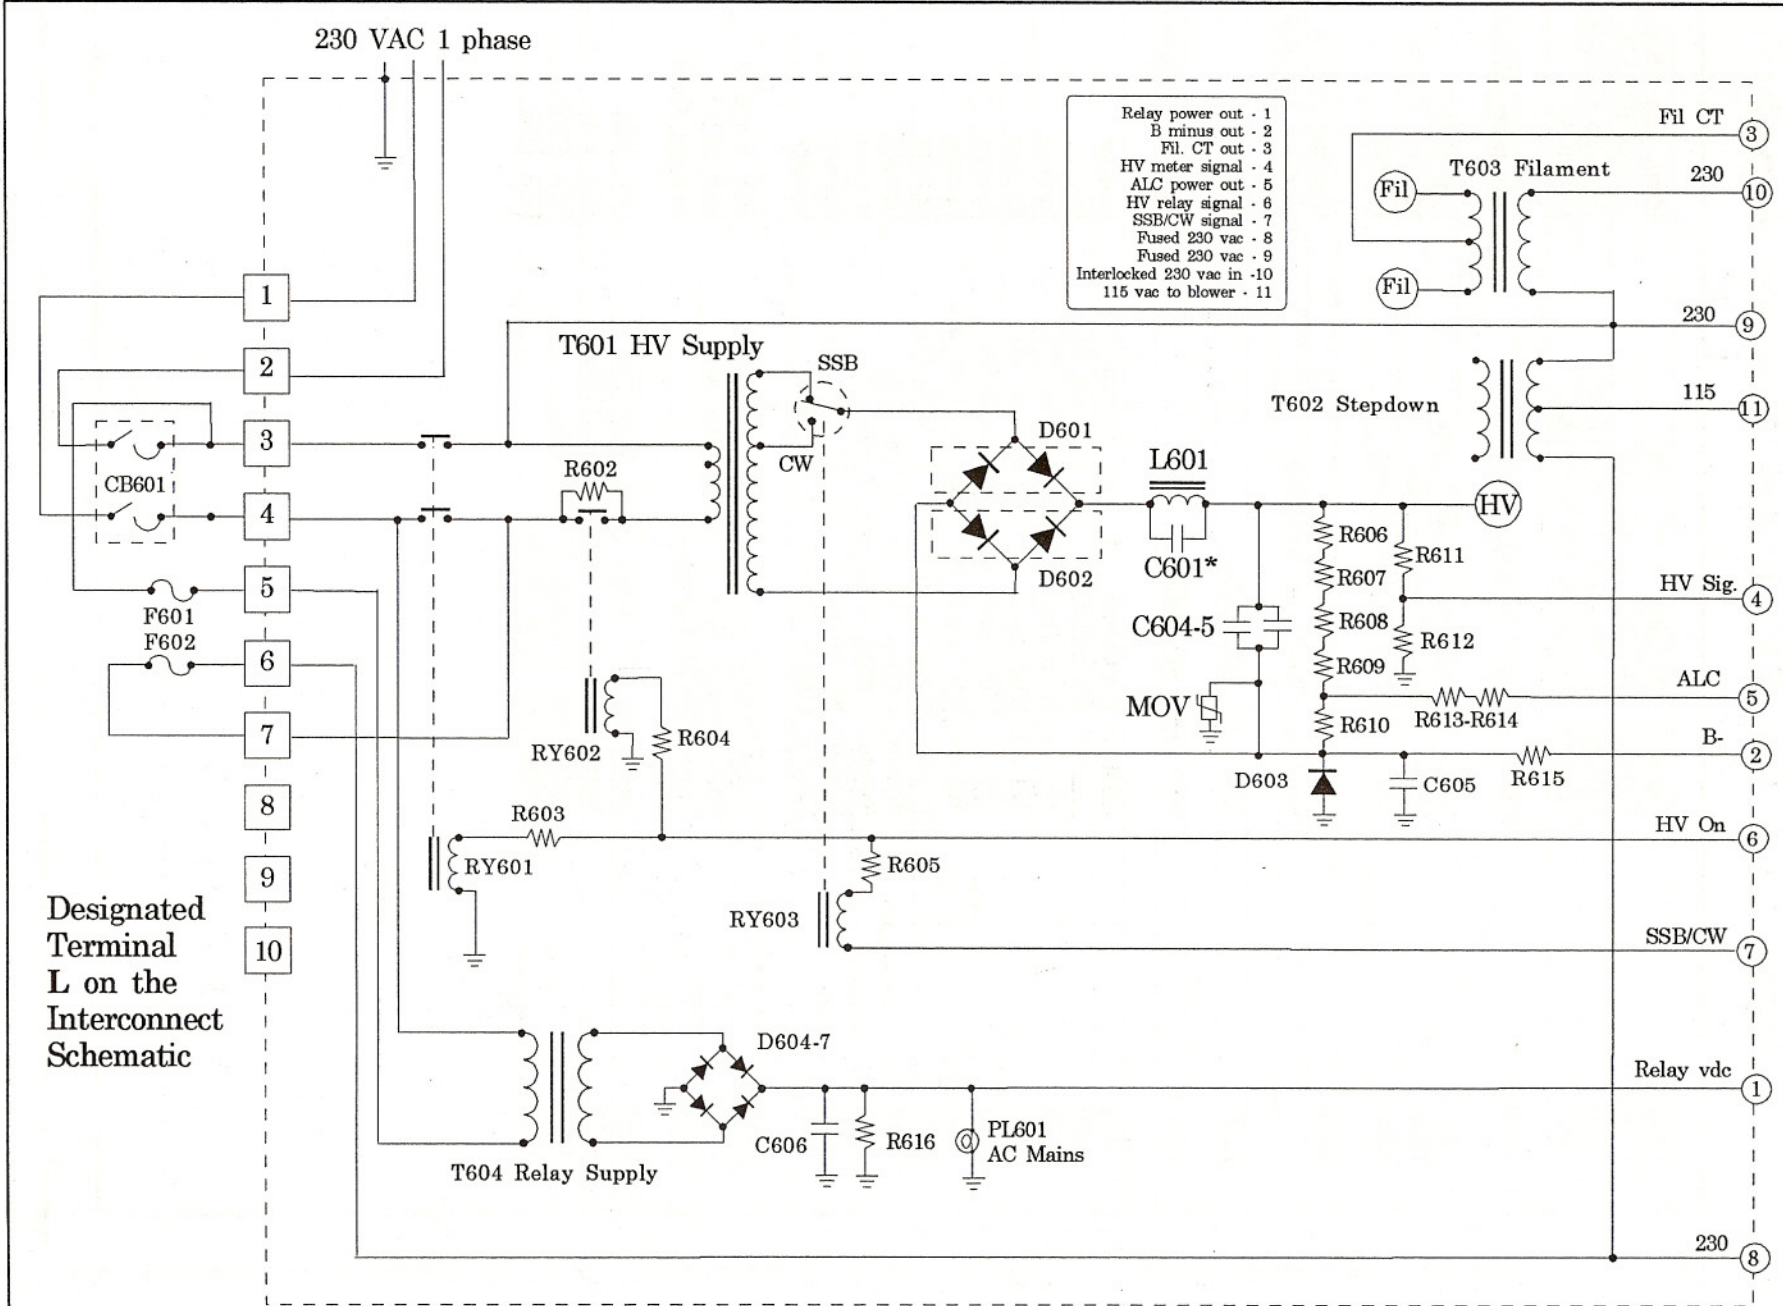 230 VAC 1 phase
Relay power out - 1
B minus out - 2
Fil. CT out - 3
HV meter signal - 4
ALC power out - 5
HV relay signal - 6
SSB/CW signal - 7
Fused 230 vac - 8
Fused 230 vac - 9
Interlocked 230 vac in -10
115 vac to blower - 11
Fil CT
3
T603 Filament
Fil
230
10
Fil
1
230
9
T601 HV Supply
SSB
2
T602 Stepdown
115
11
3
CW
D601
L601
R602
CB601
4
HV
R606
R611
D602
C601*
R607
HV Sig.
4
5
F601
C604-5
R608
R612
F602
6
R609
ALC
5
MOV
R613-R614
7
R604
R610
B-
2
RY602
D603
C605
R615
8
R603
HV On
6
RY601
R605
9
RY603
SSB/CW
7
10
Designated
Terminal
L on the
Interconnect
Schematic
D604-7
Relay vdc
1
C606
R616
PL601
AC Mains
T604 Relay Supply
230
8